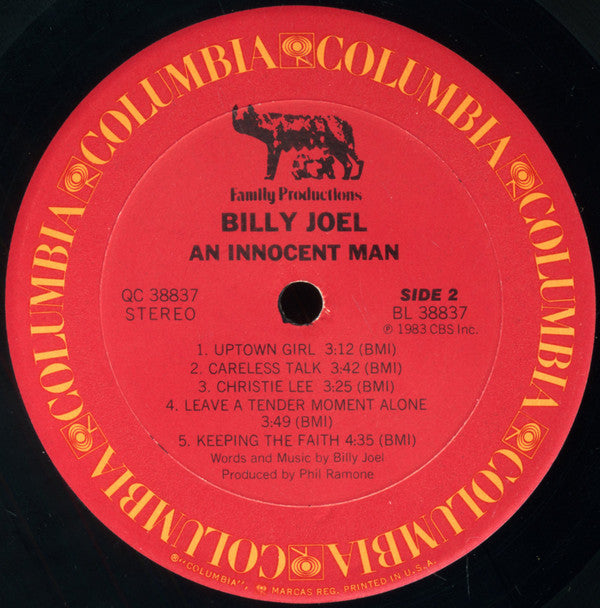 COLUMBIA COLUMBIA COLUMBIA COLUMBIA COLUMBIA COLUMBIA COLUMBIA COLUMBIA
Family Productions
BILLY JOEL
AN INNOCENT MAN
QC 38837
STEREO
SIDE 2
BL 38837
℗ 1983 CBS Inc.
1. UPTOWN GIRL 3:12 (BMI)
2. CARELESS TALK 3:42 (BMI)
3. CHRISTIE LEE 3:25 (BMI)
4. LEAVE A TENDER MOMENT ALONE
3:49 (BMI)
5. KEEPING THE FAITH 4:35 (BMI)
Words and Music by Billy Joel
Produced by Phil Ramone
®"COLUMBIA", MARCAS REG. PRINTED IN U.S.A.